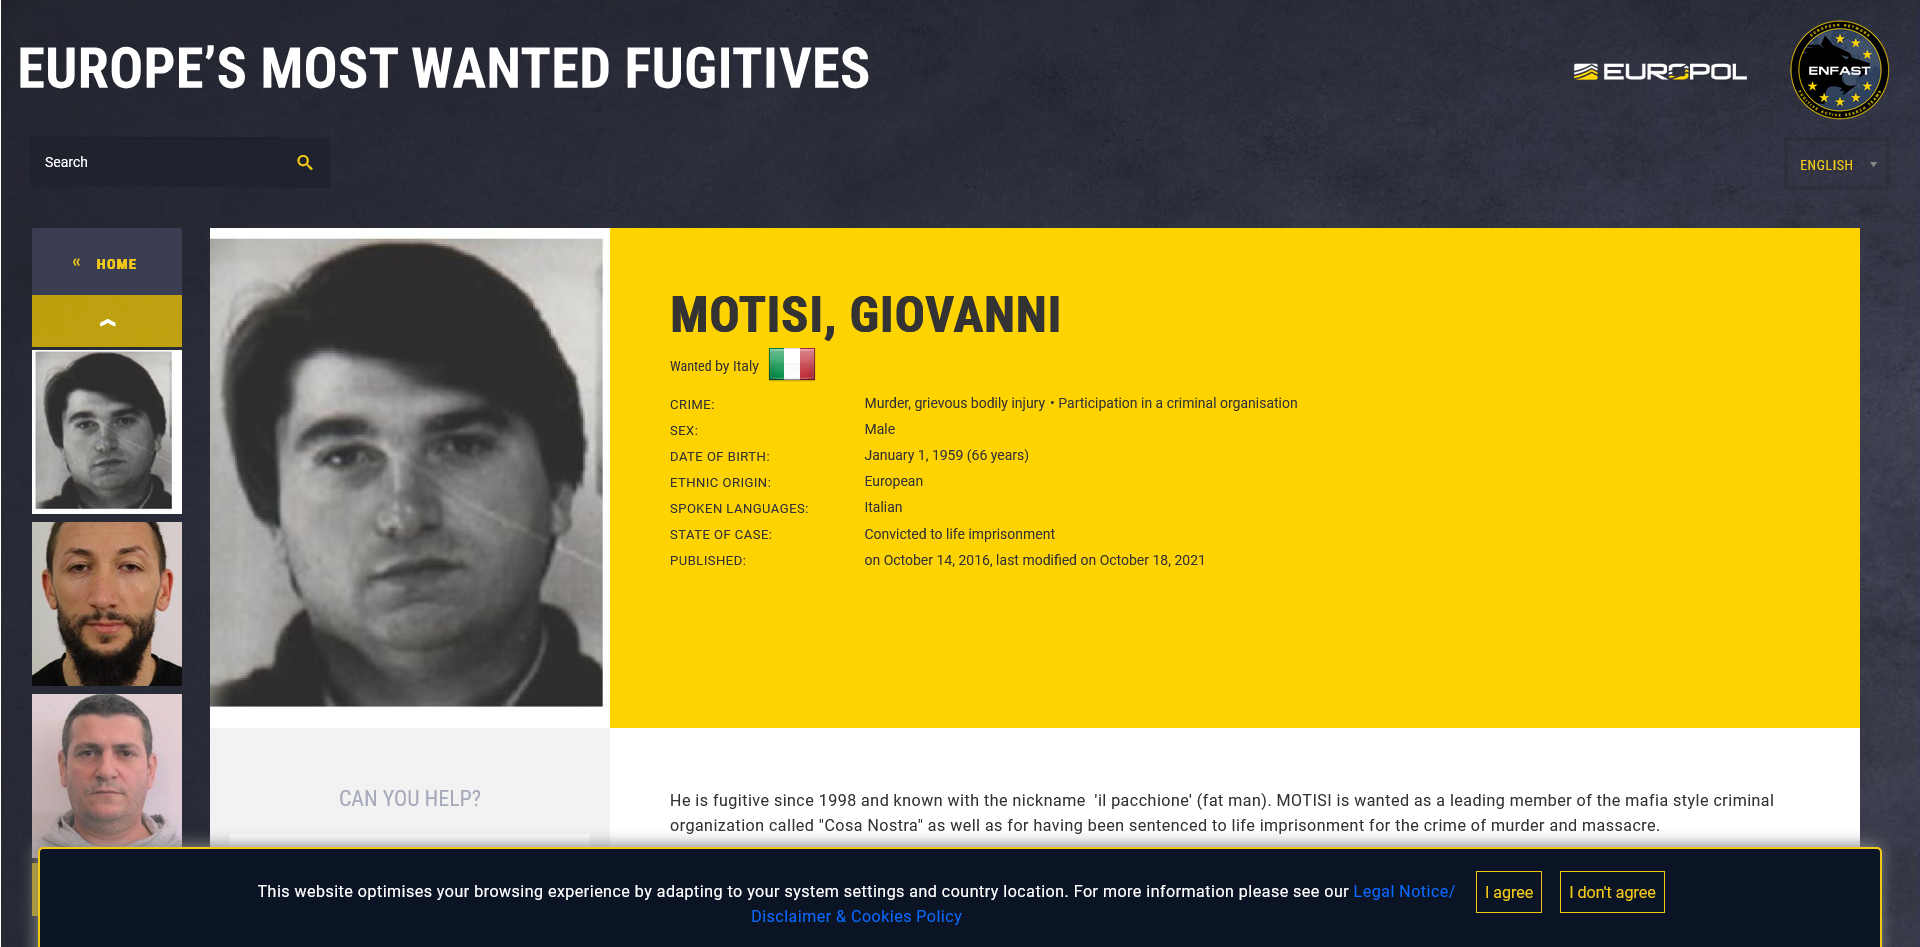 EUROPE’S MOST WANTED FUGITIVES
EUROPOL
ENFAST
Search
ENGLISH
« HOME
MOTISI, GIOVANNI
Wanted by Italy
CRIME: Murder, grievous bodily injury • Participation in a criminal organisation
SEX: Male
DATE OF BIRTH: January 1, 1959 (66 years)
ETHNIC ORIGIN: European
SPOKEN LANGUAGES: Italian
STATE OF CASE: Convicted to life imprisonment
PUBLISHED: on October 14, 2016, last modified on October 18, 2021
CAN YOU HELP?
He is fugitive since 1998 and known with the nickname  'il pacchione' (fat man). MOTISI is wanted as a leading member of the mafia style criminal
organization called "Cosa Nostra" as well as for having been sentenced to life imprisonment for the crime of murder and massacre.
This website optimises your browsing experience by adapting to your system settings and country location. For more information please see our Legal Notice/
Disclaimer & Cookies Policy
I agree
I don't agree